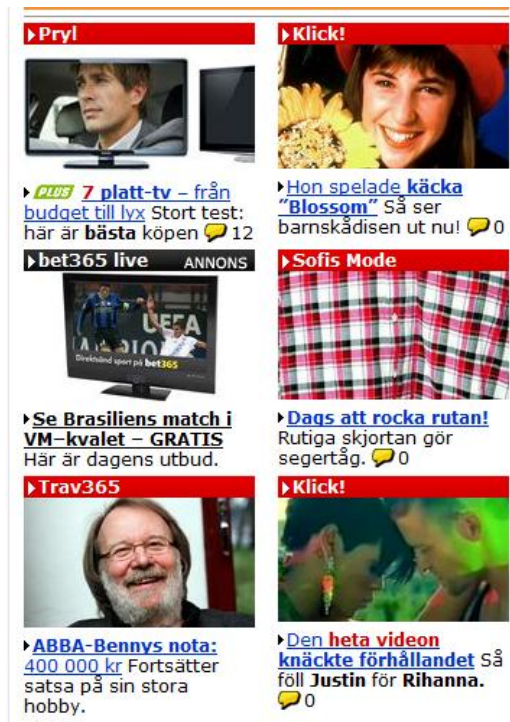 Pryl
PLUS 7 platt-tv – från
budget till lyx Stort test:
här är bästa köpen 12
bet365 live ANNONS
UEFA
Direktsänd sport på bet365
Se Brasiliens match i
VM-kvalet – GRATIS
Här är dagens utbud.
Trav365
ABBA-Bennys nota:
400 000 kr Fortsätter
satsa på sin stora
hobby.
Klick!
Hon spelade käcka
”Blossom” Så ser
barnskådisen ut nu! 0
Sofis Mode
Dags att rocka rutan!
Rutiga skjortan gör
segertåg. 0
Klick!
Den heta videon
knäckte förhållandet Så
föll Justin för Rihanna.
0